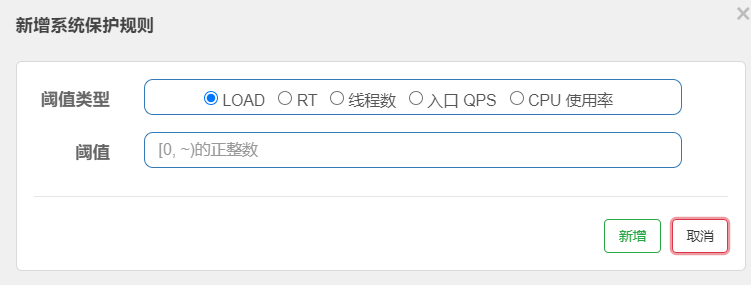 新增系统保护规则
×
阈值类型 LOAD RT 线程数 入口 QPS CPU 使用率
阈值 [0, ~)的正整数
新增 取消